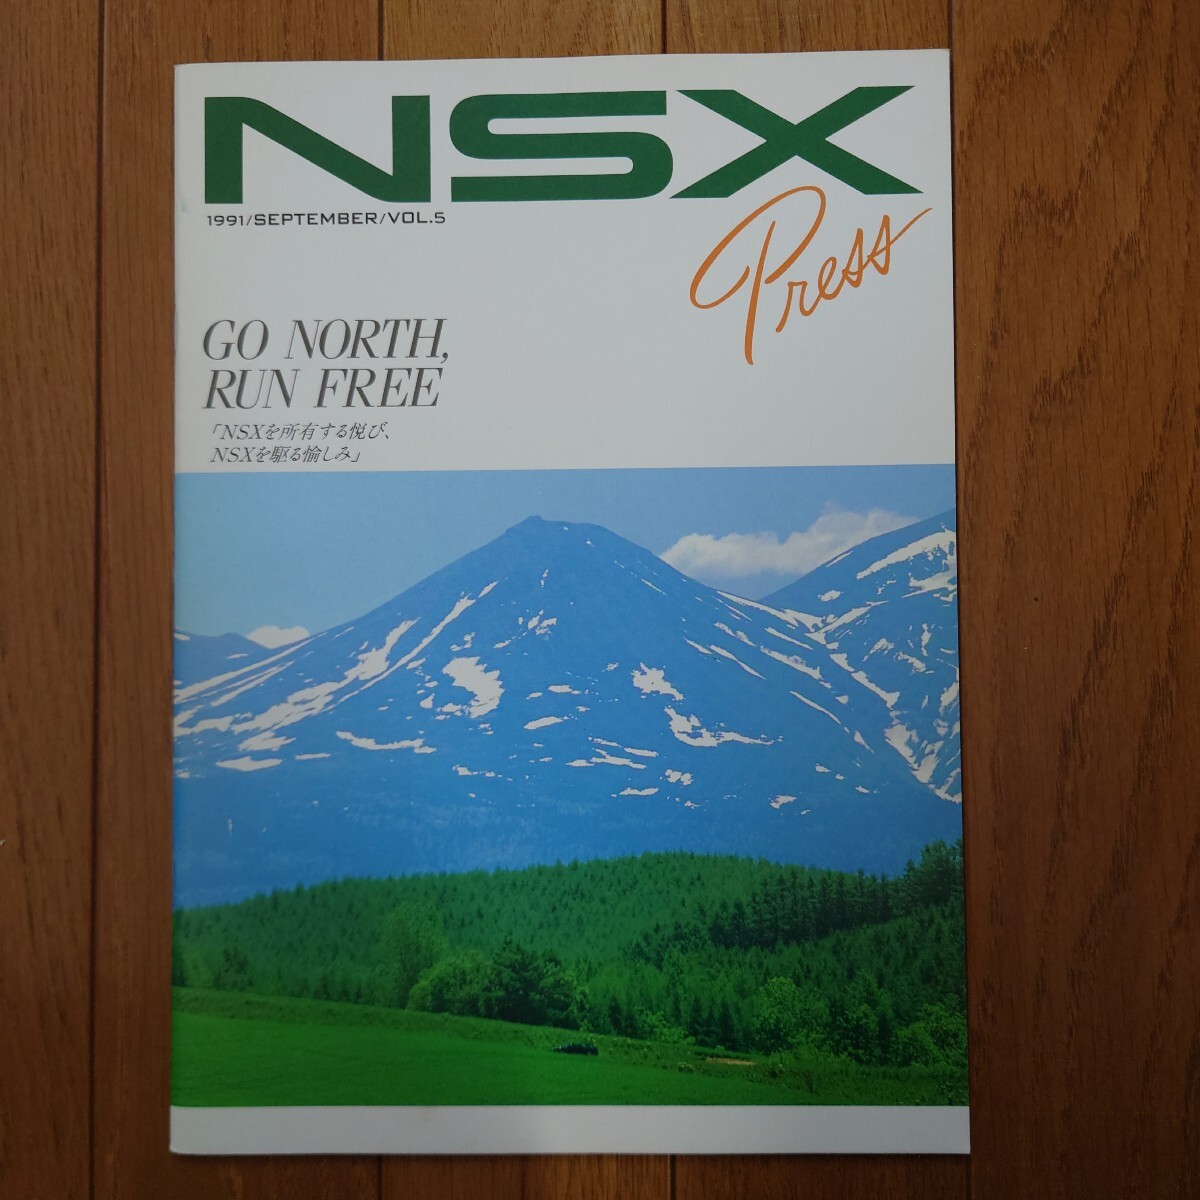 NSX
1991/SEPTEMBER/VOL.5
Press
GO NORTH,
RUN FREE
「NSXを所有する悦び、
NSXを駆る愉しみ」